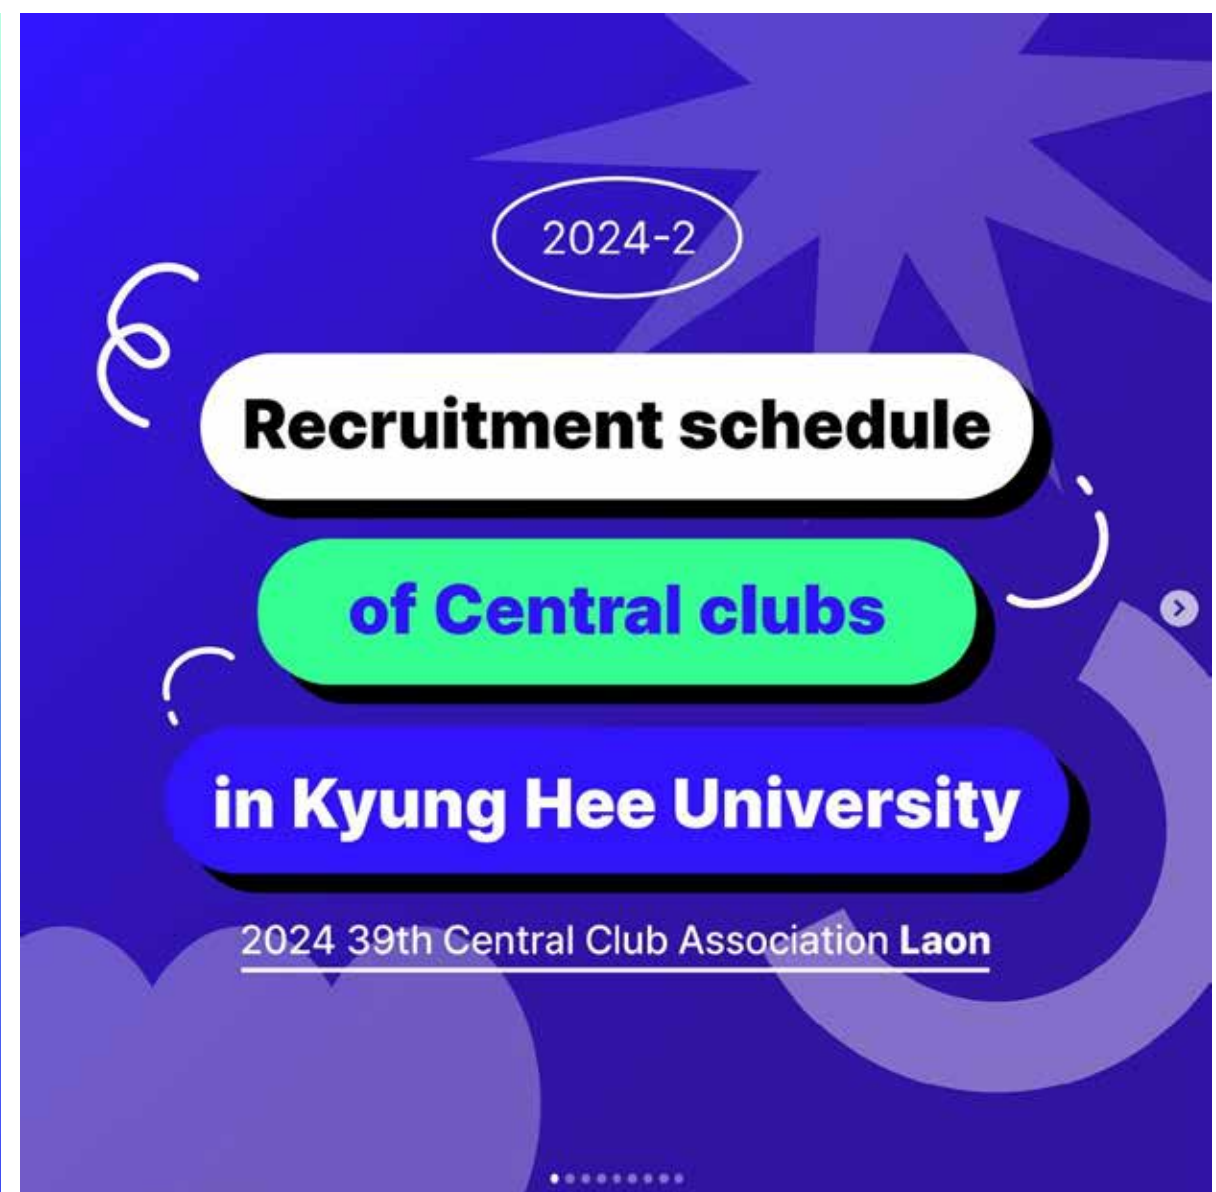 2024-2
Recruitment schedule
of Central clubs
in Kyung Hee University
2024 39th Central Club Association Laon